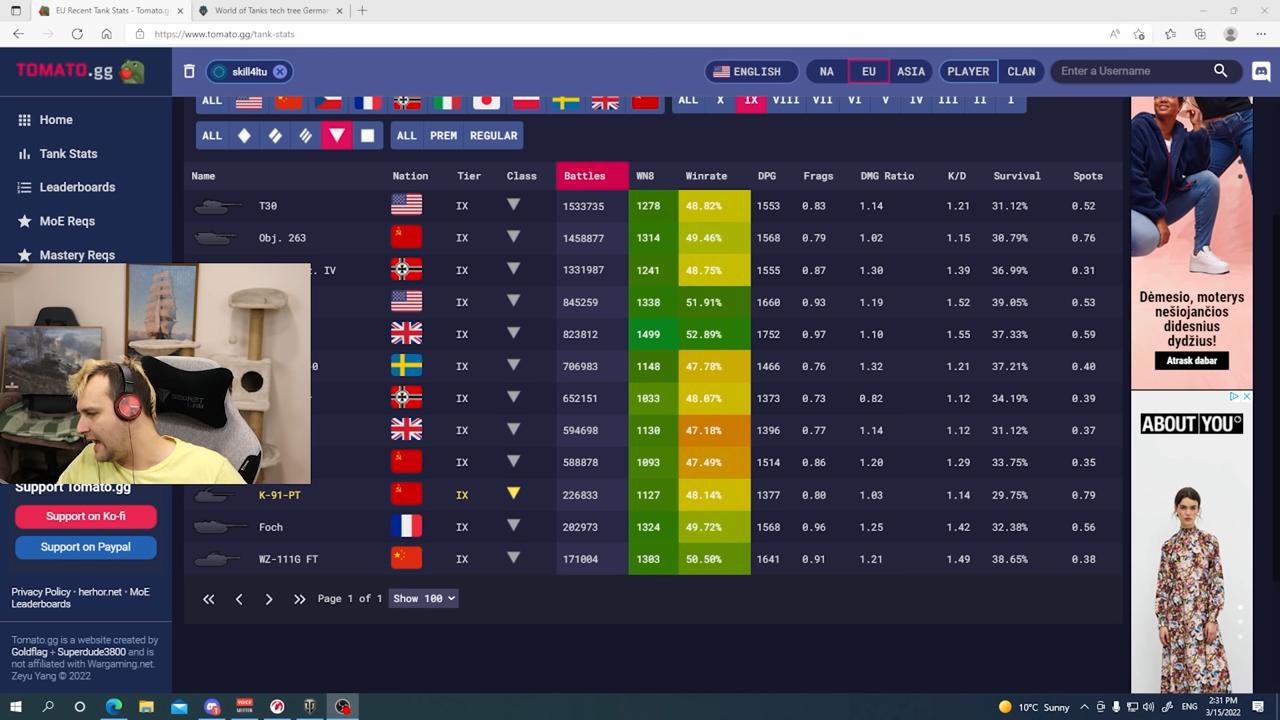 EU Recent Tank Stats - Tomato.g
World of Tanks tech tree German
https://www.tomato.gg/tank-stats
TOMATO.gg
skill4ltu
ENGLISH
NA
EU
ASIA
PLAYER
CLAN
Enter a Username
ALL
ALL X IX VIII VII VI V IV III II I
ALL
ALL PREM REGULAR
Home
Tank Stats
Leaderboards
MoE Reqs
Mastery Reqs
Name Nation Tier Class Battles WN8 Winrate DPG Frags DMG Ratio K/D Survival Spots
T30 IX 1533735 1278 48.82% 1553 0.83 1.14 1.21 31.12% 0.52
Obj. 263 IX 1458877 1314 49.46% 1568 0.79 1.02 1.15 30.79% 0.76
. IV IX 1331987 1241 48.75% 1555 0.87 1.30 1.39 36.99% 0.31
IX 845259 1338 51.91% 1660 0.93 1.19 1.52 39.05% 0.53
IX 823812 1499 52.89% 1752 0.97 1.10 1.55 37.33% 0.59
0 IX 706983 1148 47.78% 1466 0.76 1.32 1.21 37.21% 0.40
IX 652151 1033 48.07% 1373 0.73 0.82 1.12 34.19% 0.39
IX 594698 1130 47.18% 1396 0.77 1.14 1.12 31.12% 0.37
IX 588878 1093 47.49% 1514 0.86 1.20 1.29 33.75% 0.35
K-91-PT IX 226833 1127 48.14% 1377 0.80 1.03 1.14 29.75% 0.79
Foch IX 202973 1324 49.72% 1568 0.96 1.25 1.42 32.38% 0.56
WZ-111G FT IX 171004 1303 50.50% 1641 0.91 1.21 1.49 38.65% 0.38
Page 1 of 1 Show 100
Support Tomato.gg
Support on Ko-fi
Support on Paypal
Privacy Policy - herhor.net - MoE
Leaderboards
Tomato.gg is a website created by
Goldflag + Superdude3800 and is
not affiliated with Wargaming.net.
Zeyu Yang © 2022
Dėmesio, moterys
nešiojančios
didesnius
dydžius!
Atrask dabar
ABOUT YOU°
SECRET LAB
VOICE
MEETER
10°C Sunny
ENG
2:31 PM
3/15/2022